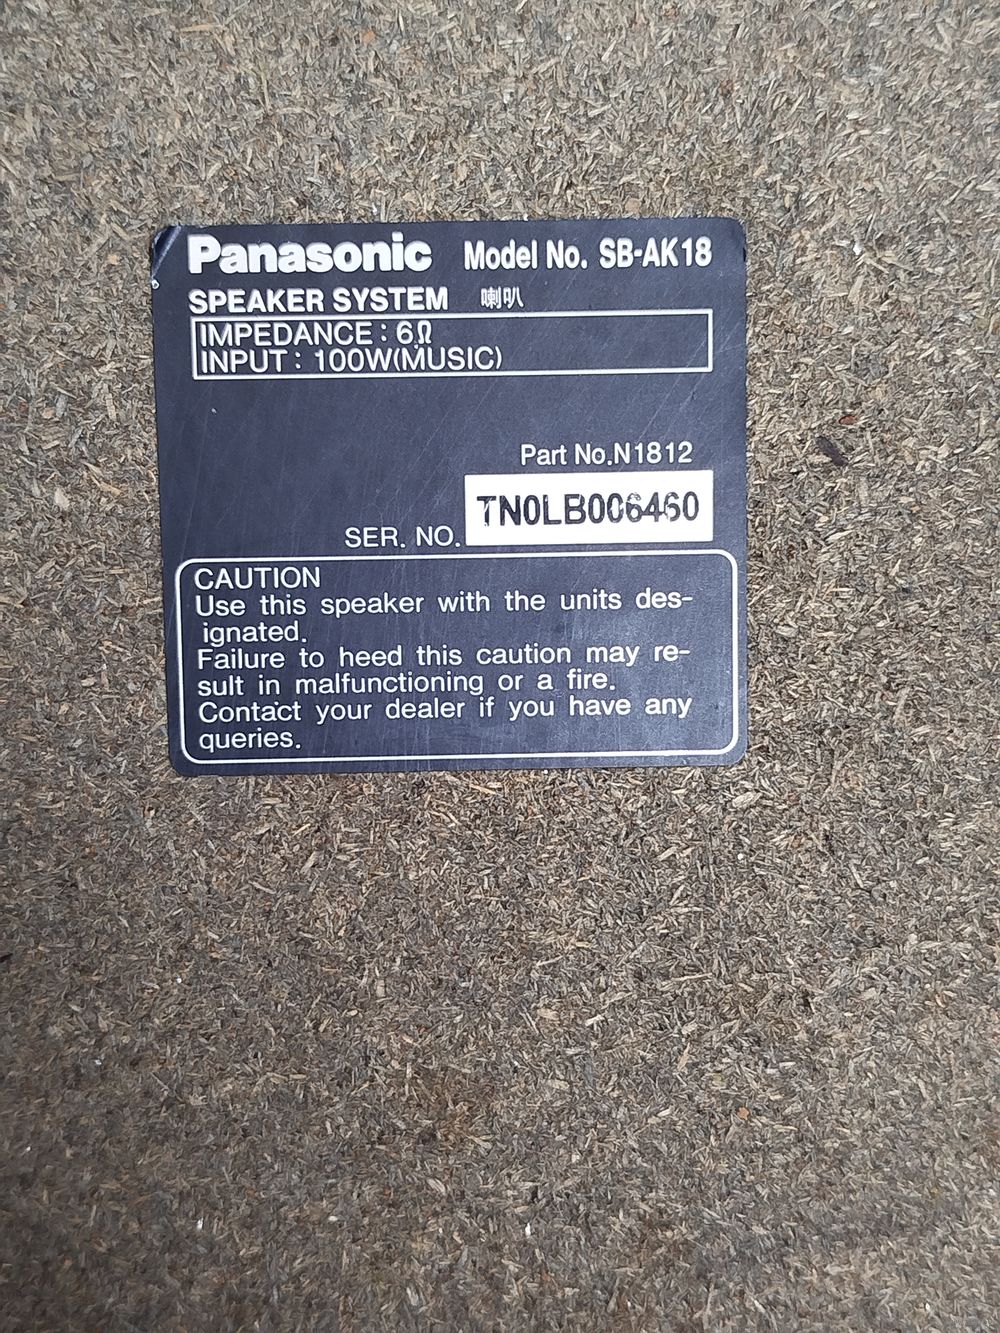 Panasonic Model No. SB-AK18
SPEAKER SYSTEM 喇叭
IMPEDANCE : 6Ω
INPUT : 100W(MUSIC)
Part No.N1812
SER. NO. TN0LB006460
CAUTION
Use this speaker with the units des-
ignated.
Failure to heed this caution may re-
sult in malfunctioning or a fire.
Contact your dealer if you have any
queries.